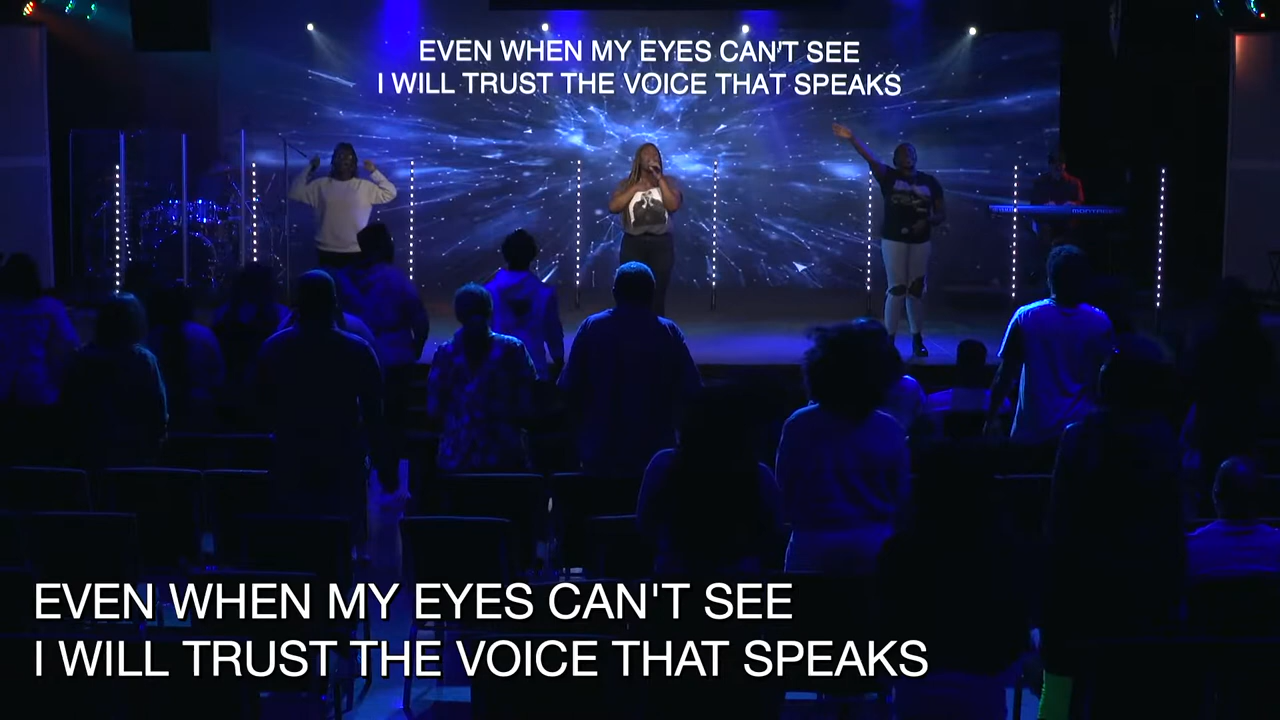 EVEN WHEN MY EYES CAN'T SEE
I WILL TRUST THE VOICE THAT SPEAKS
EVEN WHEN MY EYES CAN'T SEE
I WILL TRUST THE VOICE THAT SPEAKS